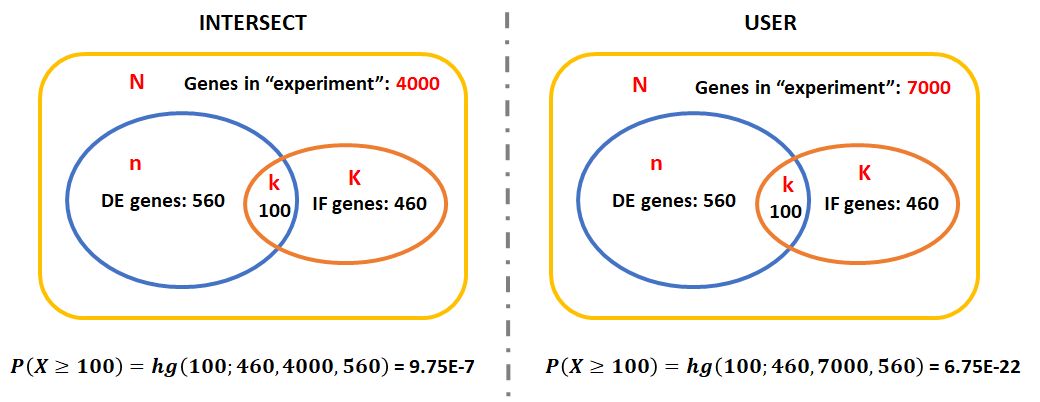 INTERSECT
N Genes in “experiment”: 4000
n
K
k
DE genes: 560
IF genes: 460
100
P(X ≥ 100) = hg(100; 460, 4000, 560) = 9.75E-7
USER
N Genes in “experiment”: 7000
n
K
k
DE genes: 560
IF genes: 460
100
P(X ≥ 100) = hg(100; 460, 7000, 560) = 6.75E-22